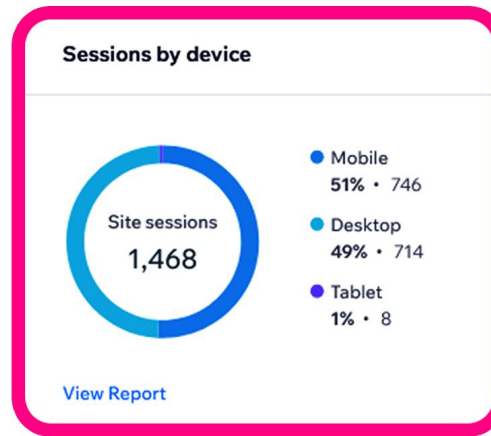 Sessions by device
Site sessions
1,468
Mobile
51% • 746
Desktop
49% • 714
Tablet
1% • 8
View Report